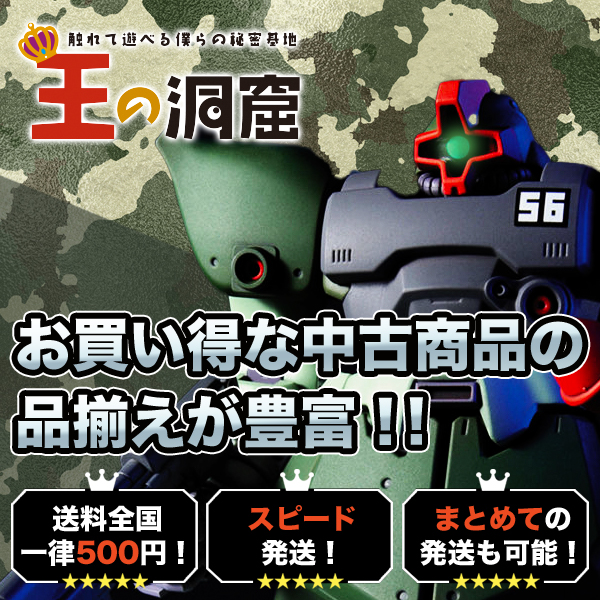 触れて遊べる僕らの秘密基地
王の洞窟
56
お買い得な中古商品の
品揃えが豊富！！
送料全国
一律500円！
スピード
発送！
まとめての
発送も可能！